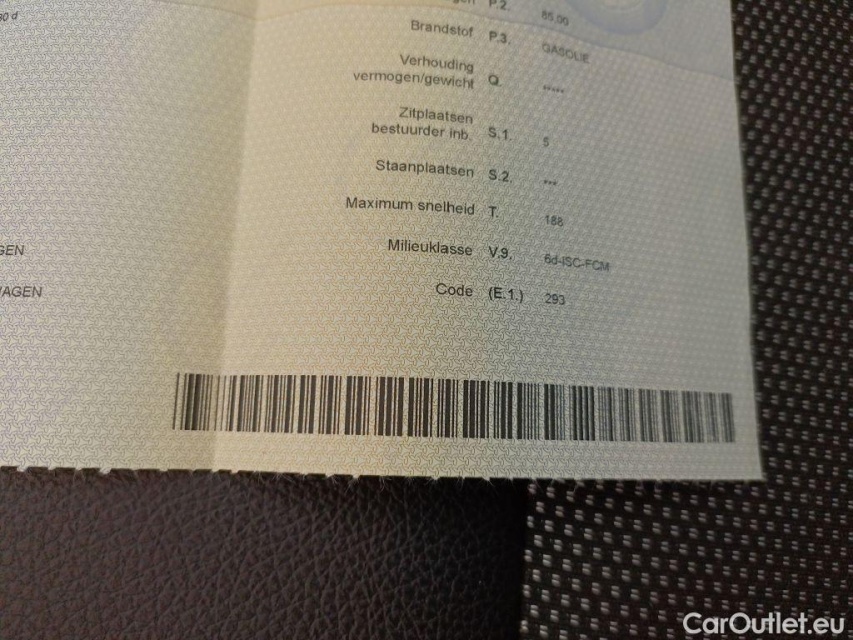 P.2. 85,00
Brandstof P.3. GASOLIE
Verhouding
vermogen/gewicht Q. *****
Zitplaatsen
bestuurder inb. S.1. 5
Staanplaatsen S.2. ***
Maximum snelheid T. 188
Milieuklasse V.9. 6d-ISC-FCM
GEN
Code (E.1.) 293
AGEN
CarOutlet.eu